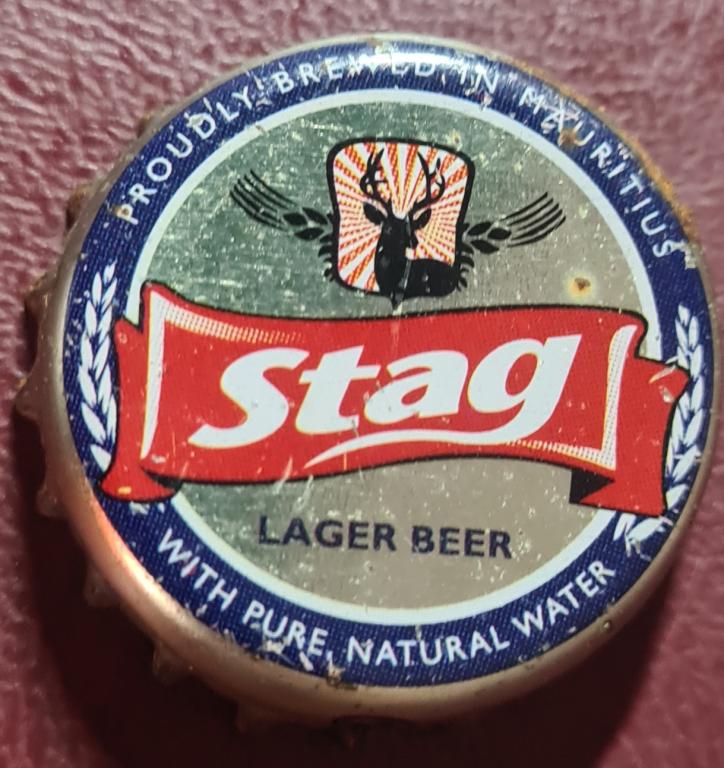 PROUDLY BREWED IN MAURITIUS
Stag
LAGER BEER
WITH PURE, NATURAL WATER